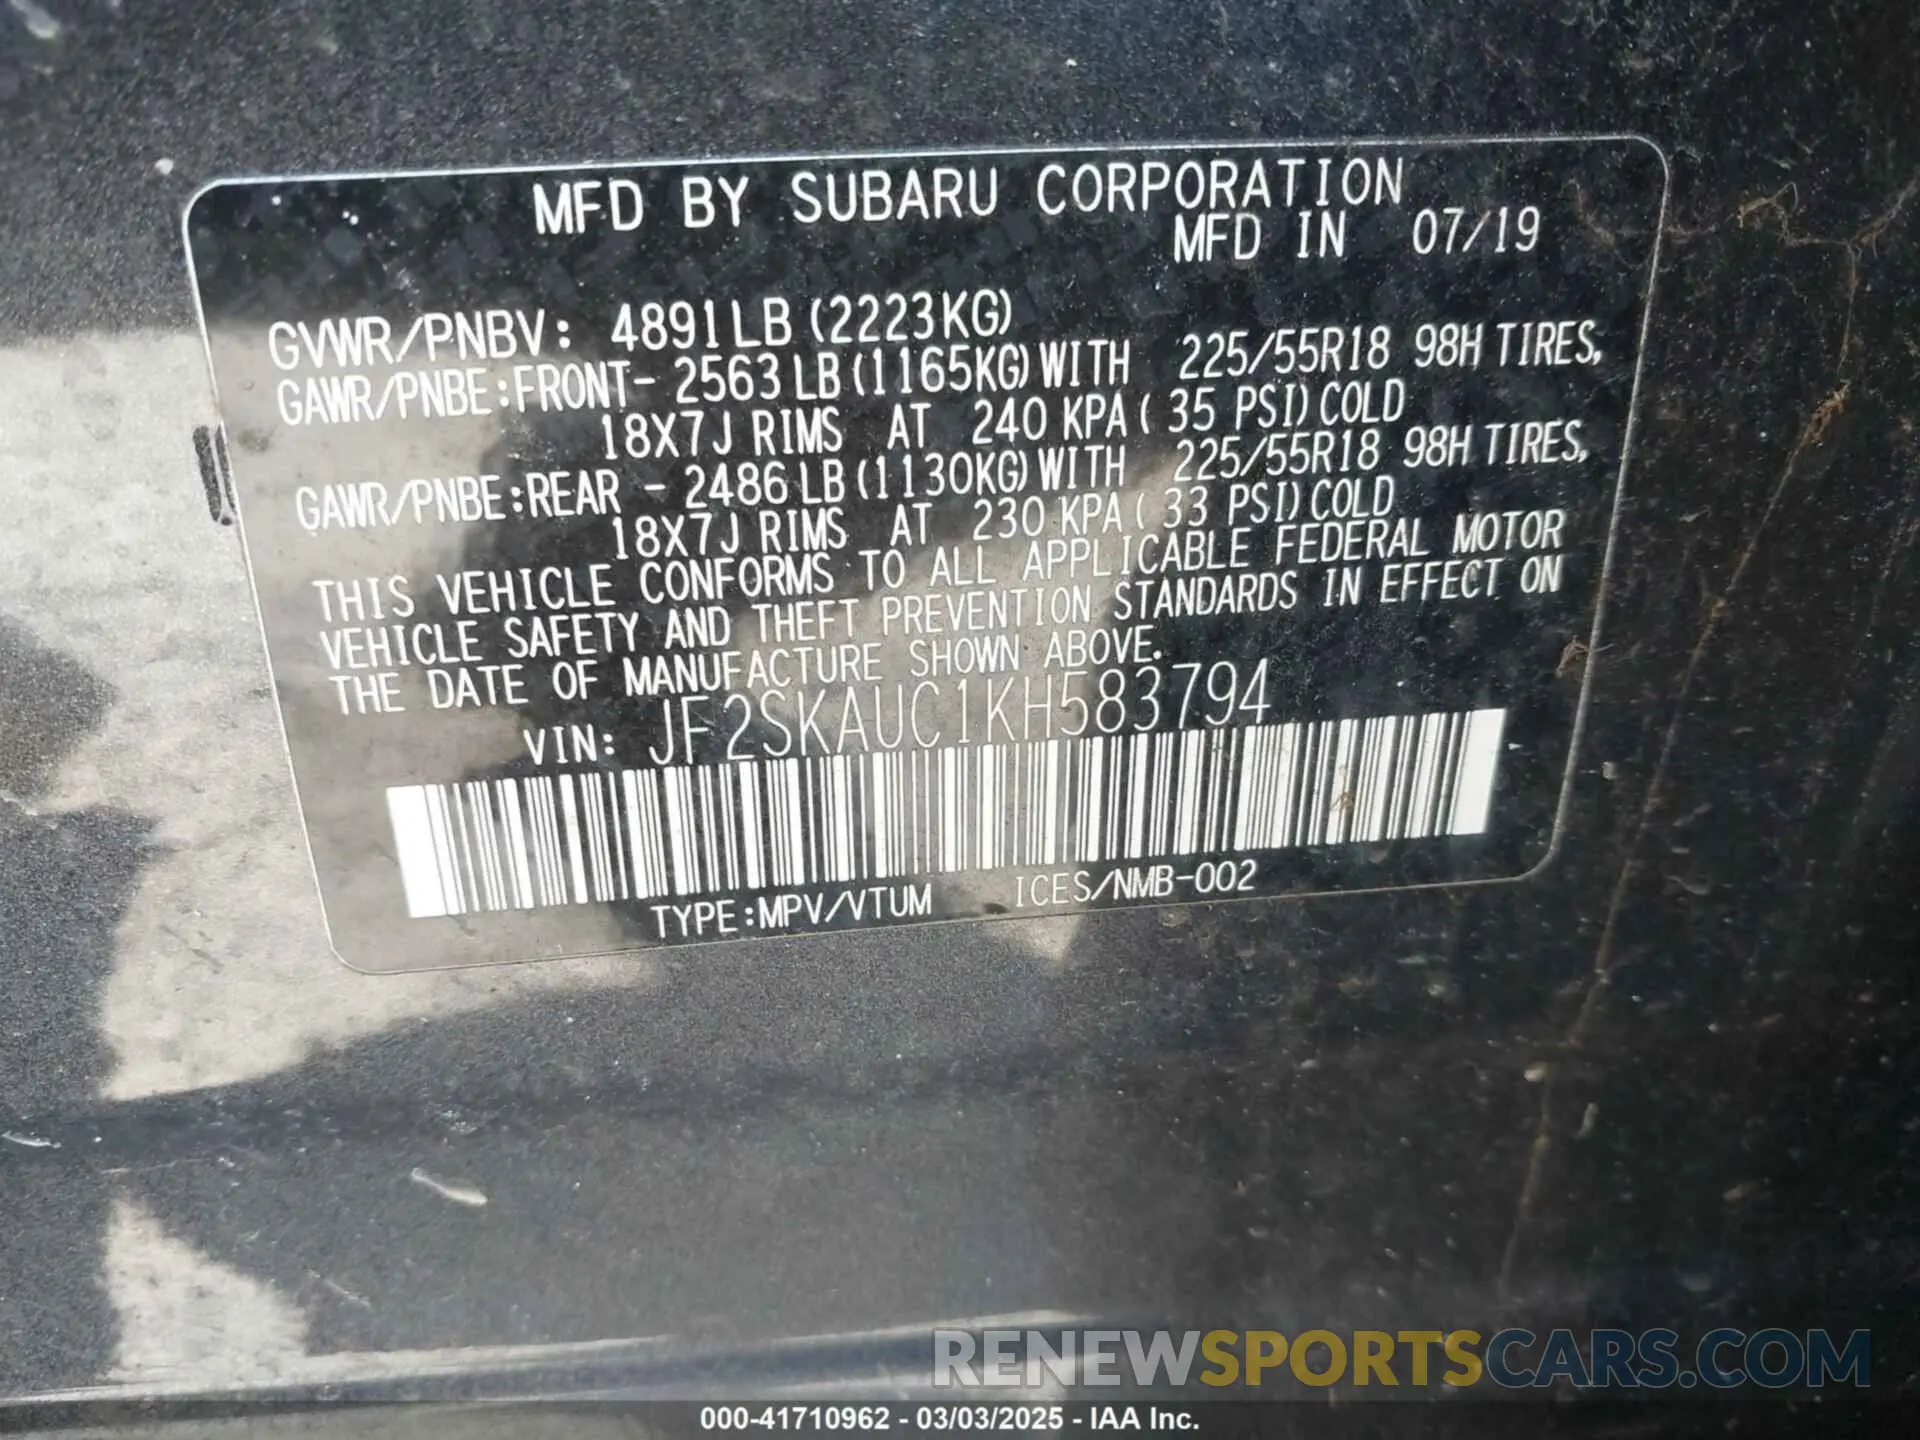 MFD BY SUBARU CORPORATION
MFD IN 07/19
GVWR/PNBV: 4891LB (2223KG)
GAWR/PNBE:FRONT- 2563LB(1165KG)WITH 225/55R18 98H TIRES,
18X7J RIMS AT 240 KPA( 35 PSI)COLD
GAWR/PNBE:REAR - 2486LB(1130KG)WITH 225/55R18 98H TIRES,
18X7J RIMS AT 230 KPA( 33 PSI)COLD
THIS VEHICLE CONFORMS TO ALL APPLICABLE FEDERAL MOTOR
VEHICLE SAFETY AND THEFT PREVENTION STANDARDS IN EFFECT ON
THE DATE OF MANUFACTURE SHOWN ABOVE.
VIN: JF2SKAUC1KH583794
TYPE:MPV/VTUM ICES/NMB-002
RENEWSPORTSCARS.COM
000-41710962 - 03/03/2025 - IAA Inc.